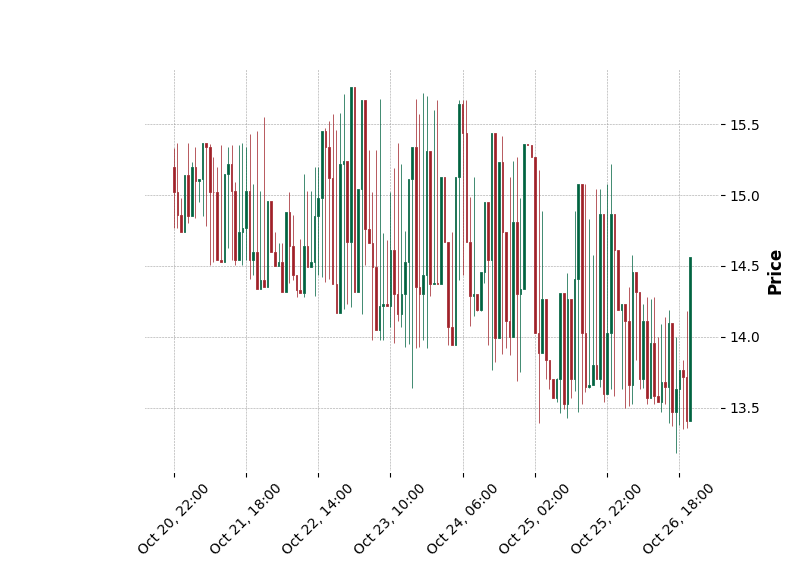 15.5
15.0
14.5
14.0
13.5
Price
Oct 20, 22:00
Oct 21, 18:00
Oct 22, 14:00
Oct 23, 10:00
Oct 24, 06:00
Oct 25, 02:00
Oct 25, 22:00
Oct 26, 18:00